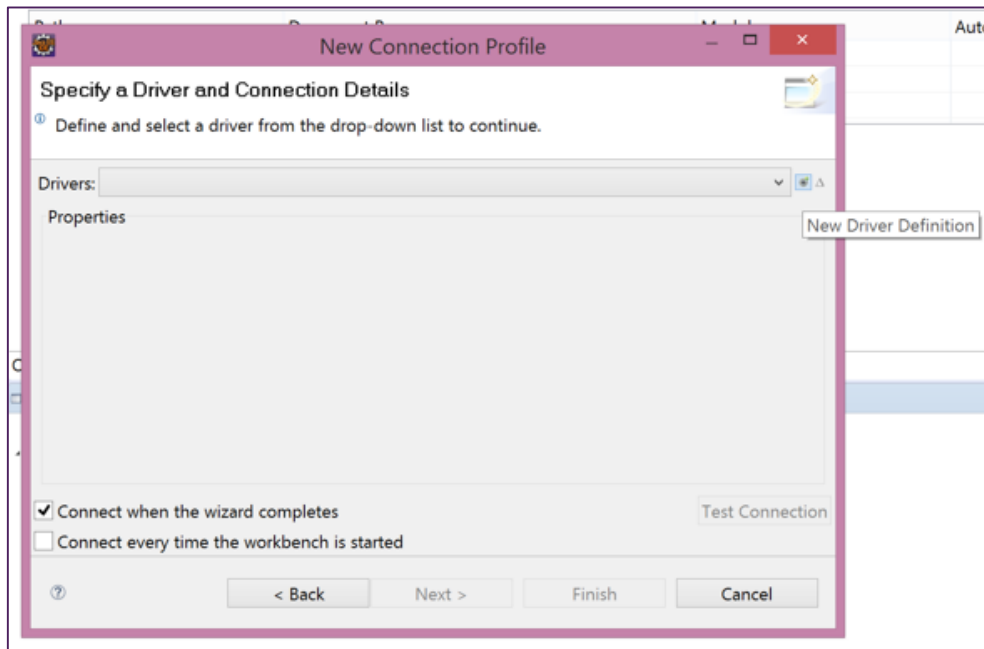 Auto
New Connection Profile
Specify a Driver and Connection Details
Define and select a driver from the drop-down list to continue.
Drivers:
Properties
New Driver Definition
Connect when the wizard completes
Test Connection
Connect every time the workbench is started
< Back
Next >
Finish
Cancel